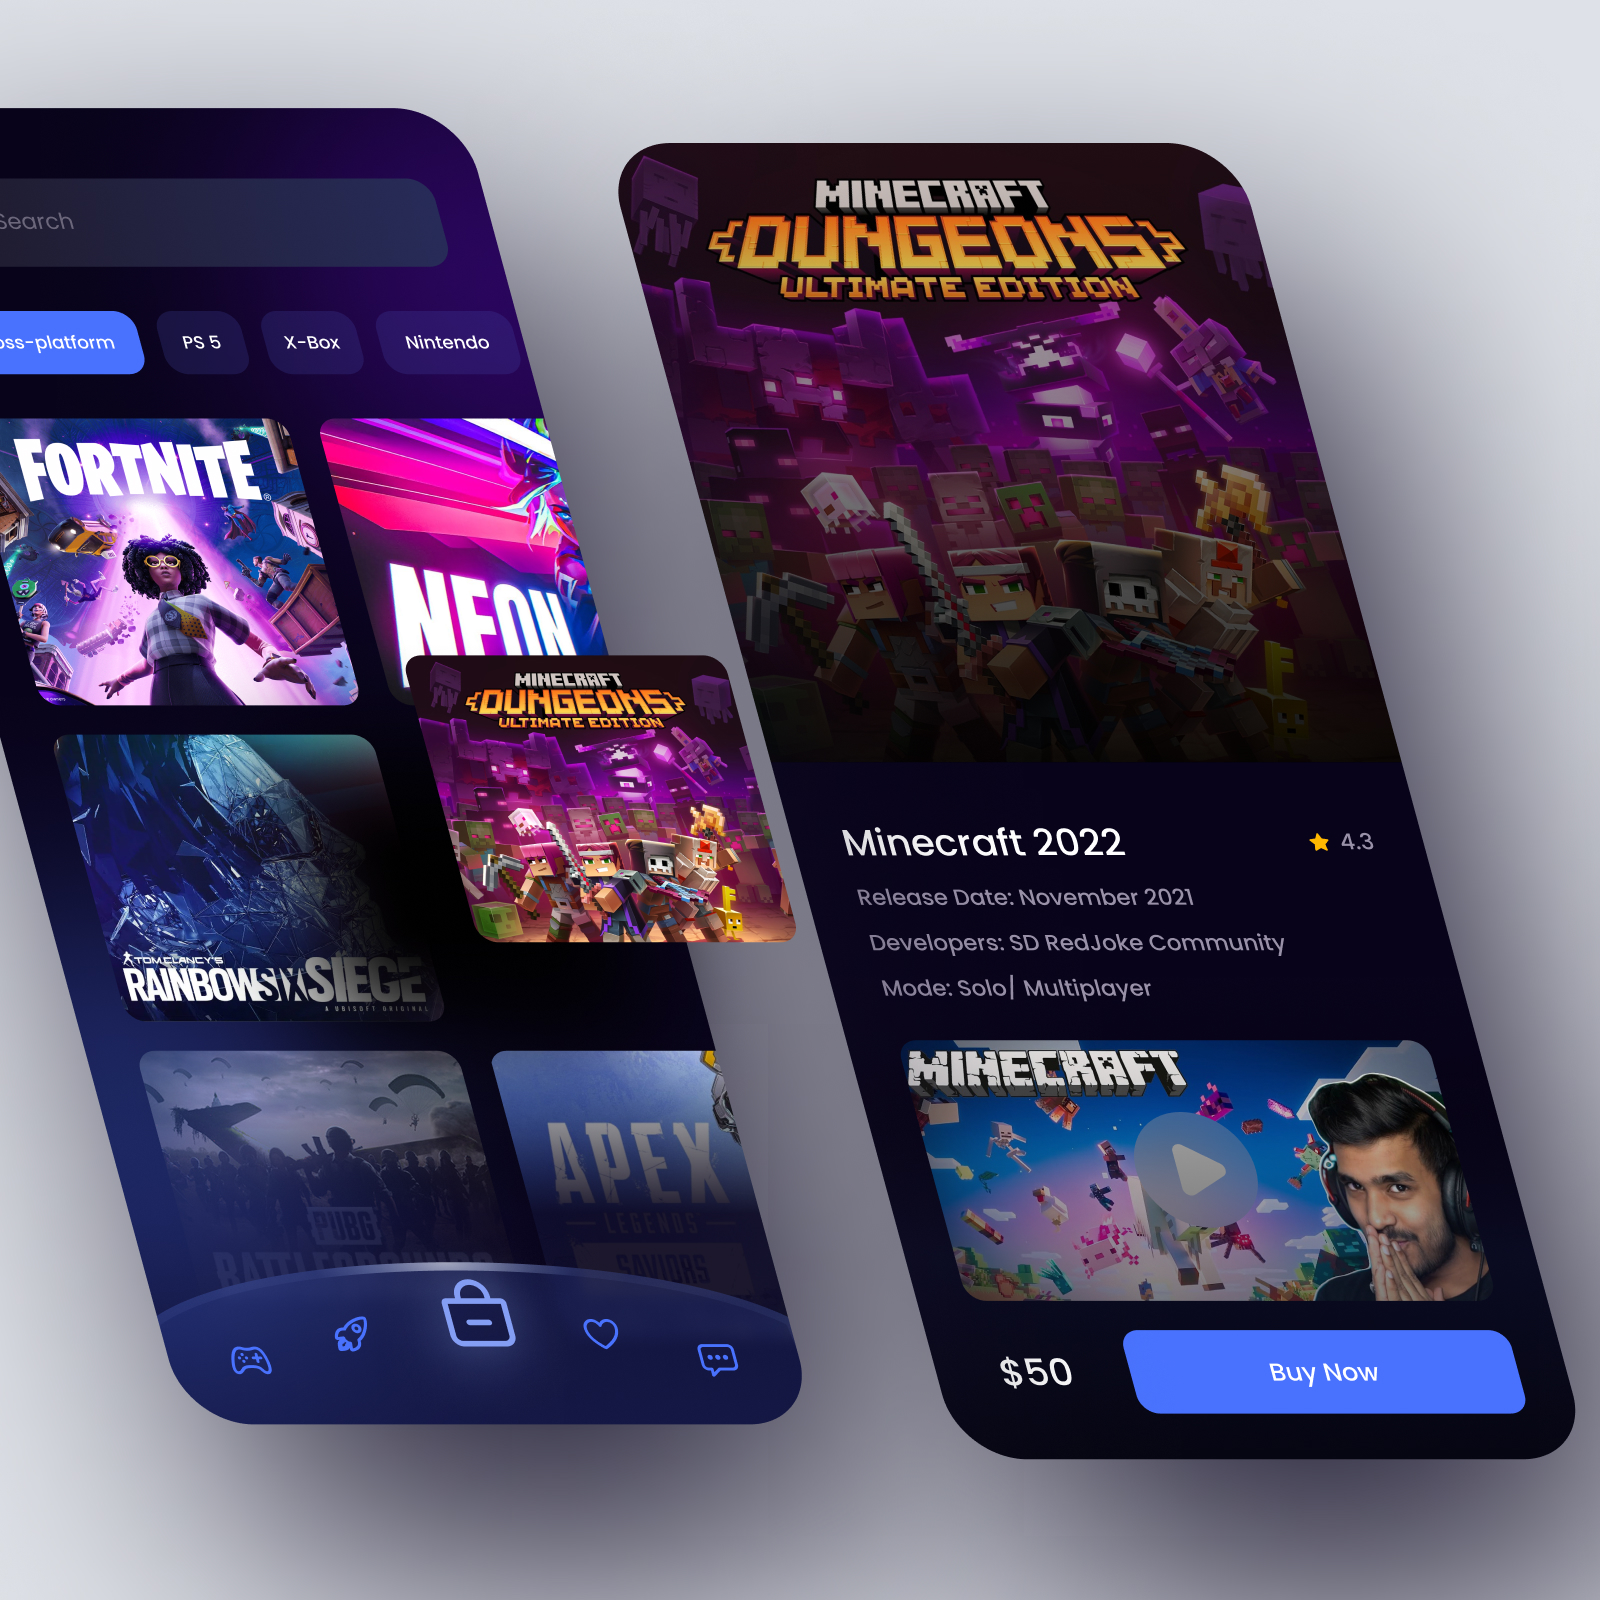 Search
oss-platform
PS 5
X-Box
Nintendo
FORTNITE
NEON
MINECRAFT
DUNGEONS
ULTIMATE EDITION
TOM CLANCY'S
RAINBOW SIX SIEGE
A UBISOFT ORIGINAL
PUBG
BATTLEGROUNDS
APEX
LEGENDS
SAVIORS
MINECRAFT
DUNGEONS
ULTIMATE EDITION
Minecraft 2022
4.3
Release Date: November 2021
Developers: SD RedJoke Community
Mode: Solo| Multiplayer
MINECRAFT
$50
Buy Now